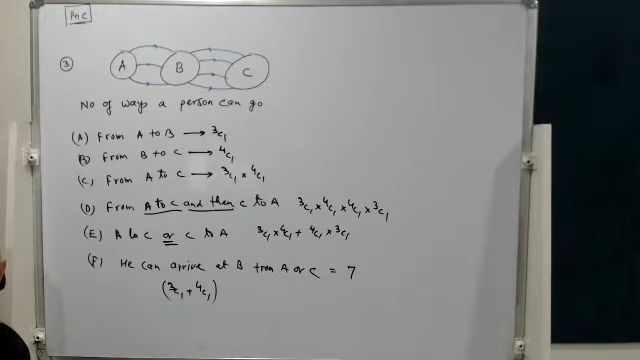 PnC
③
A B C
No of ways a person can go
(A) From A to B → ³C₁
(B) From B to C → ⁴C₁
(C) From A to C → ³C₁ × ⁴C₁
(D) From A to C and then C to A ³C₁ × ⁴C₁ × ⁴C₁ × ³C₁
(E) A to C or C to A ³C₁ × ⁴C₁ + ⁴C₁ × ³C₁
(F) He can arrive at B from A or C = 7
(³C₁ + ⁴C₁)